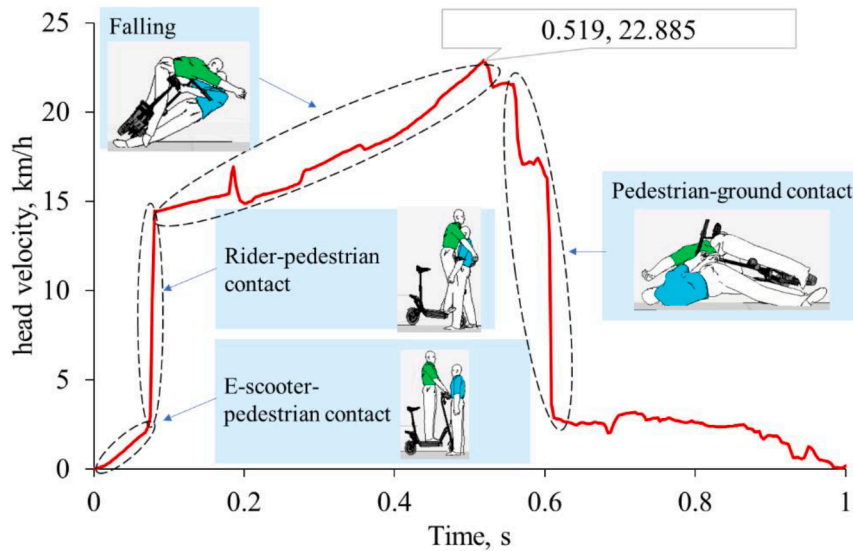 Falling
0.519, 22.885
Pedestrian-ground contact
Rider-pedestrian
contact
E-scooter-
pedestrian contact
head velocity, km/h
25
20
15
10
5
0
0
0.2
0.4
0.6
0.8
1
Time, s